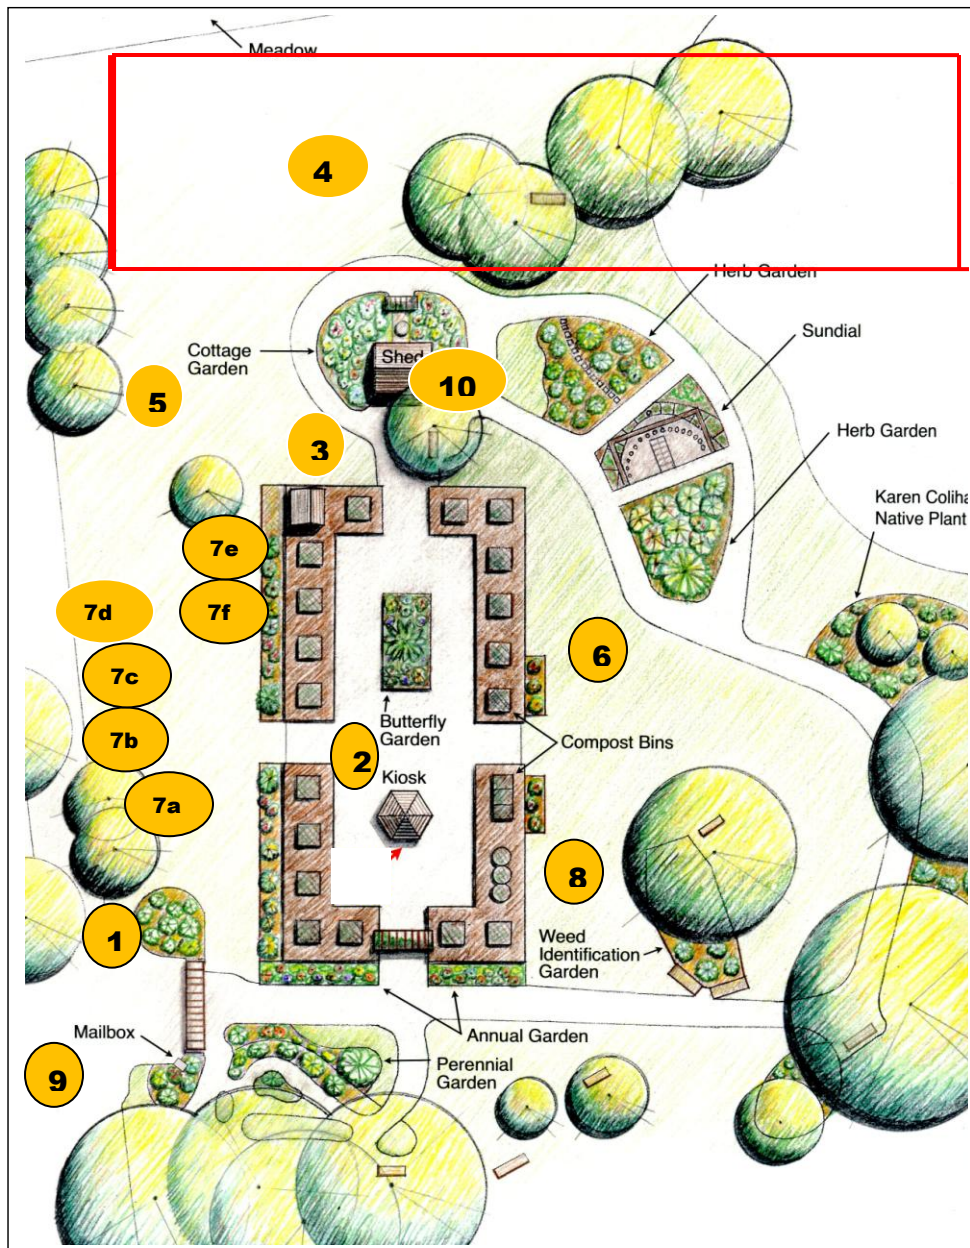 Meadow
4
Herb Garden
Cottage
Garden
Shed
Sundial
10
5
3
Herb Garden
Karen Coliha
Native Plant
7e
7d
7f
6
7c
Butterfly
Garden
7b
Compost Bins
2
Kiosk
7a
8
1
Weed
Identification
Garden
Mailbox
Annual Garden
Perennial
Garden
9